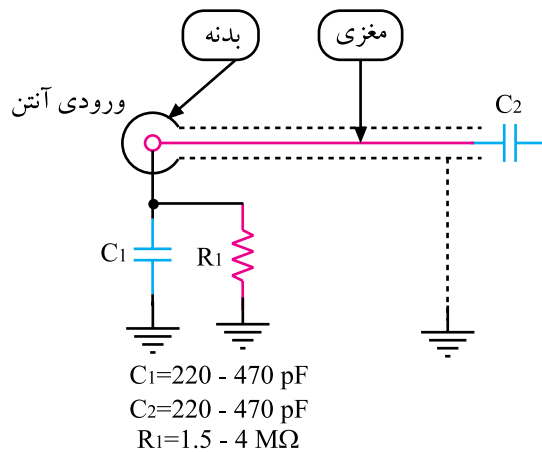 بدنه
مغزی
ورودی آنتن
C2
C1
R1
C1=220 - 470 pF
C2=220 - 470 pF
R1=1.5 - 4 MΩ